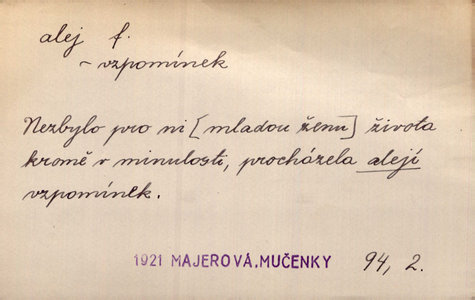 alej f.
– vzpomínek
Nezbylo pro ni [mladou ženu] života
kromě v minulosti, procházela alejí
vzpomínek.
1921 MAJEROVÁ, MUČENKY 94, 2.